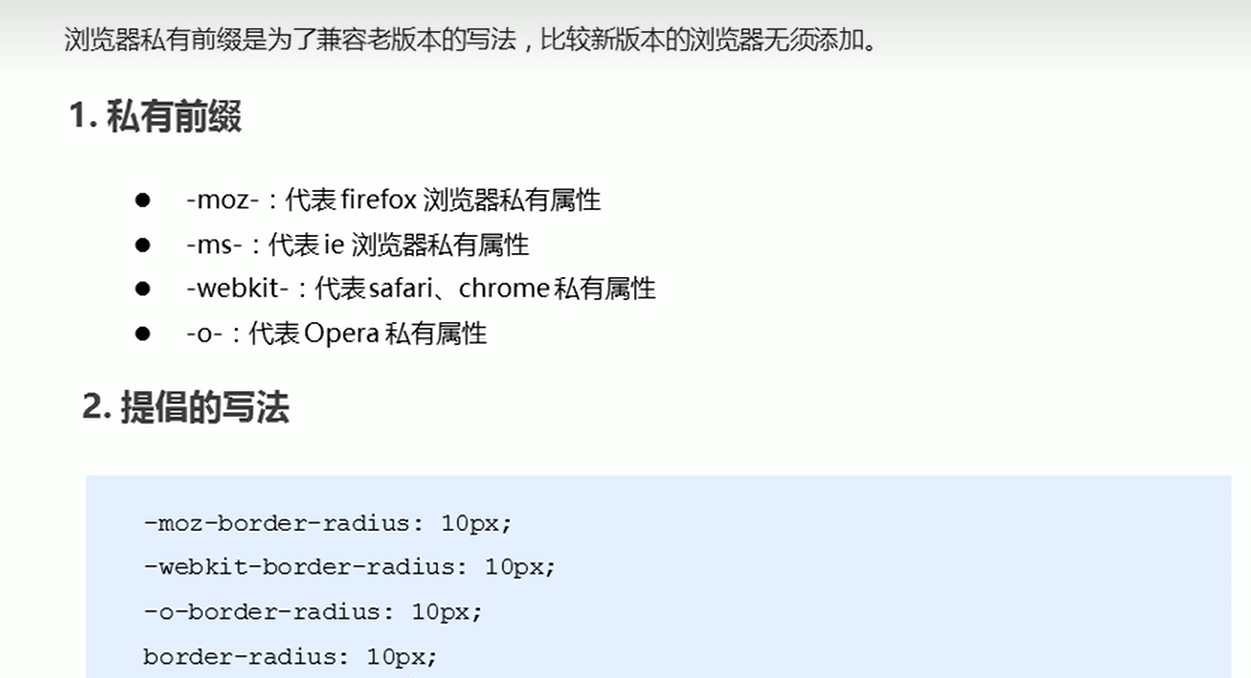 浏览器私有前缀是为了兼容老版本的写法，比较新版本的浏览器无须添加。
1. 私有前缀
● -moz-：代表 firefox 浏览器私有属性
● -ms-：代表 ie 浏览器私有属性
● -webkit-：代表 safari、chrome 私有属性
● -o-：代表 Opera 私有属性
2. 提倡的写法
-moz-border-radius: 10px;
-webkit-border-radius: 10px;
-o-border-radius: 10px;
border-radius: 10px;